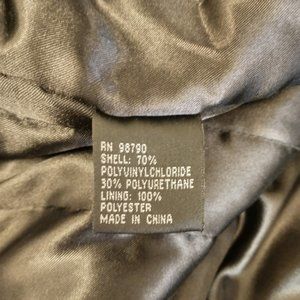 RN 98790
SHELL: 70%
POLYVINYLCHLORIDE
30% POLYURETHANE
LINING: 100%
POLYESTER
MADE IN CHINA